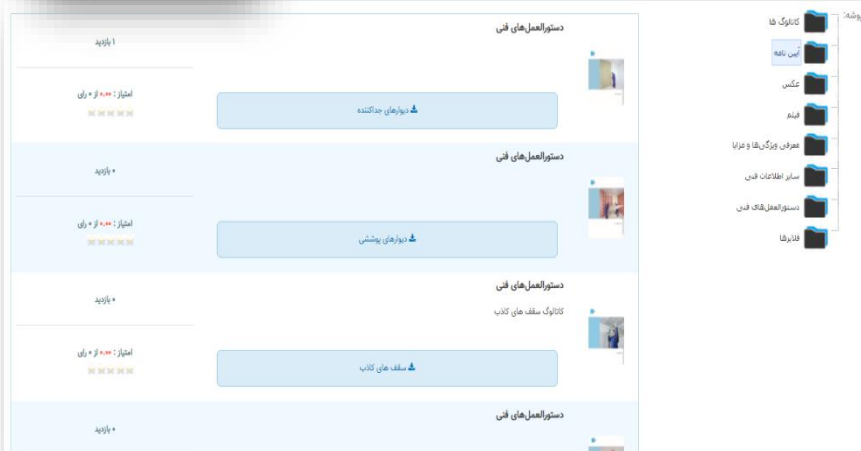 پوشه:
کاتالوگ ها
آیین نامه
عکس
فیلم
معرفی ویژگی‌ها و مزایا
سایر اطلاعات فنی
دستورالعمل‌های فنی
فلایرها
دستورالعمل‌های فنی
۱ بازدید
امتیاز : ۰.۰۰ از ۰ رای
دیوارهای جداکننده
دستورالعمل‌های فنی
۰ بازدید
امتیاز : ۰.۰۰ از ۰ رای
دیوارهای پوششی
دستورالعمل‌های فنی
کاتالوگ سقف های کاذب
۰ بازدید
امتیاز : ۰.۰۰ از ۰ رای
سقف های کاذب
دستورالعمل‌های فنی
۰ بازدید